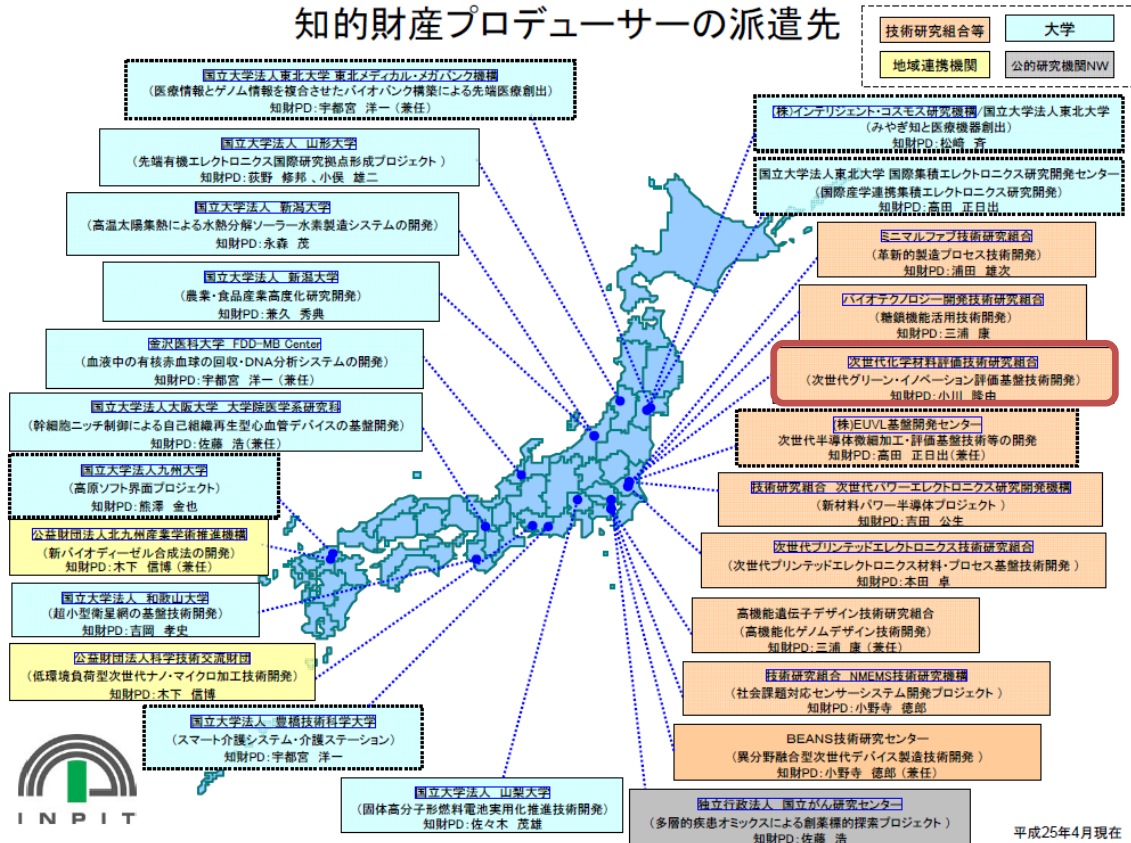 知的財産プロデューサーの派遣先
技術研究組合等
大学
地域連携機関
公的研究機関NW
国立大学法人東北大学 東北メディカル・メガバンク機構
(医療情報とゲノム情報を複合させたバイオバンク構築による先端医療創出)
知財PD:宇都宮 洋一(兼任)
国立大学法人 山形大学
(先端有機エレクトロニクス国際研究拠点形成プロジェクト)
知財PD:荻野 修邦、小俣 雄二
国立大学法人 新潟大学
(高温太陽集熱による水熱分解ソーラー水素製造システムの開発)
知財PD:永森 茂
国立大学法人 新潟大学
(農業・食品産業高度化研究開発)
知財PD:兼久 秀典
金沢医科大学 FDD-MB Center
(血液中の有核赤血球の回収・DNA分析システムの開発)
知財PD:宇都宮 洋一(兼任)
国立大学法人大阪大学 大学院医学系研究科
(幹細胞ニッチ制御による自己組織再生型心血管デバイスの基盤開発)
知財PD:佐藤 浩(兼任)
国立大学法人九州大学
(高原ソフト界面プロジェクト)
知財PD:熊澤 金也
公益財団法人北九州産業学術推進機構
(新バイオディーゼル合成法の開発)
知財PD:木下 信博(兼任)
国立大学法人 和歌山大学
(超小型衛星網の基盤技術開発)
知財PD:吉岡 孝史
公益財団法人科学技術交流財団
(低環境負荷型次世代ナノ・マイクロ加工技術開発)
知財PD:木下 信博
国立大学法人 豊橋技術科学大学
(スマート介護システム・介護ステーション)
知財PD:宇都宮 洋一
国立大学法人 山梨大学
(固体高分子形燃料電池実用化推進技術開発)
知財PD:佐々木 茂雄
(株)インテリジェント・コスモス研究機構/国立大学法人東北大学
(みやぎ知と医療機器創出)
知財PD:松﨑 斉
国立大学法人東北大学 国際集積エレクトロニクス研究開発センター
(国際産学連携集積エレクトロニクス研究開発)
知財PD:高田 正日出
ミニマルファブ技術研究組合
(革新的製造プロセス技術開発)
知財PD:浦田 雄次
バイオテクノロジー開発技術研究組合
(糖鎖機能活用技術開発)
知財PD:三浦 康
次世代化学材料評価技術研究組合
(次世代グリーン・イノベーション評価基盤技術開発)
知財PD:小川 隆由
(株)EUVL基盤開発センター
次世代半導体微細加工・評価基盤技術等の開発
知財PD:高田 正日出(兼任)
技術研究組合 次世代パワーエレクトロニクス研究開発機構
(新材料パワー半導体プロジェクト)
知財PD:吉田 公生
次世代プリンテッドエレクトロニクス技術研究組合
(次世代プリンテッドエレクトロニクス材料・プロセス基盤技術開発)
知財PD:本田 卓
高機能遺伝子デザイン技術研究組合
(高機能化ゲノムデザイン技術開発)
知財PD:三浦 康(兼任)
技術研究組合 NMEMS技術研究機構
(社会課題対応センサーシステム開発プロジェクト)
知財PD:小野寺 徳郎
BEANS技術研究センター
(異分野融合型次世代デバイス製造技術開発)
知財PD:小野寺 徳郎(兼任)
独立行政法人 国立がん研究センター
(多層的疾患オミックスによる創薬標的探索プロジェクト)
知財PD:佐藤 浩
INPIT
平成25年4月現在